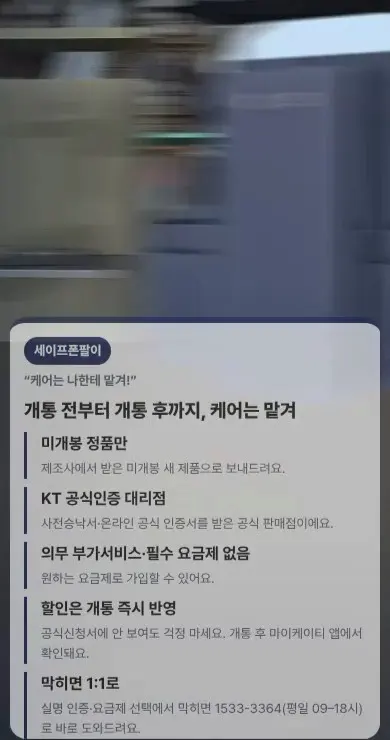 세이프폰팔이
“케어는 나한테 맡겨!”
개통 전부터 개통 후까지, 케어는 맡겨
미개봉 정품만
제조사에서 받은 미개봉 새 제품으로 보내드려요.
KT 공식인증 대리점
사전승낙서·온라인 공식 인증서를 받은 공식 판매점이에요.
의무 부가서비스·필수 요금제 없음
원하는 요금제로 가입할 수 있어요.
할인은 개통 즉시 반영
공식신청서에 안 보여도 걱정 마세요. 개통 후 마이케이티 앱에서
확인돼요.
막히면 1:1로
실명 인증·요금제 선택에서 막히면 1533-3364(평일 09–18시)
로 바로 도와드려요.